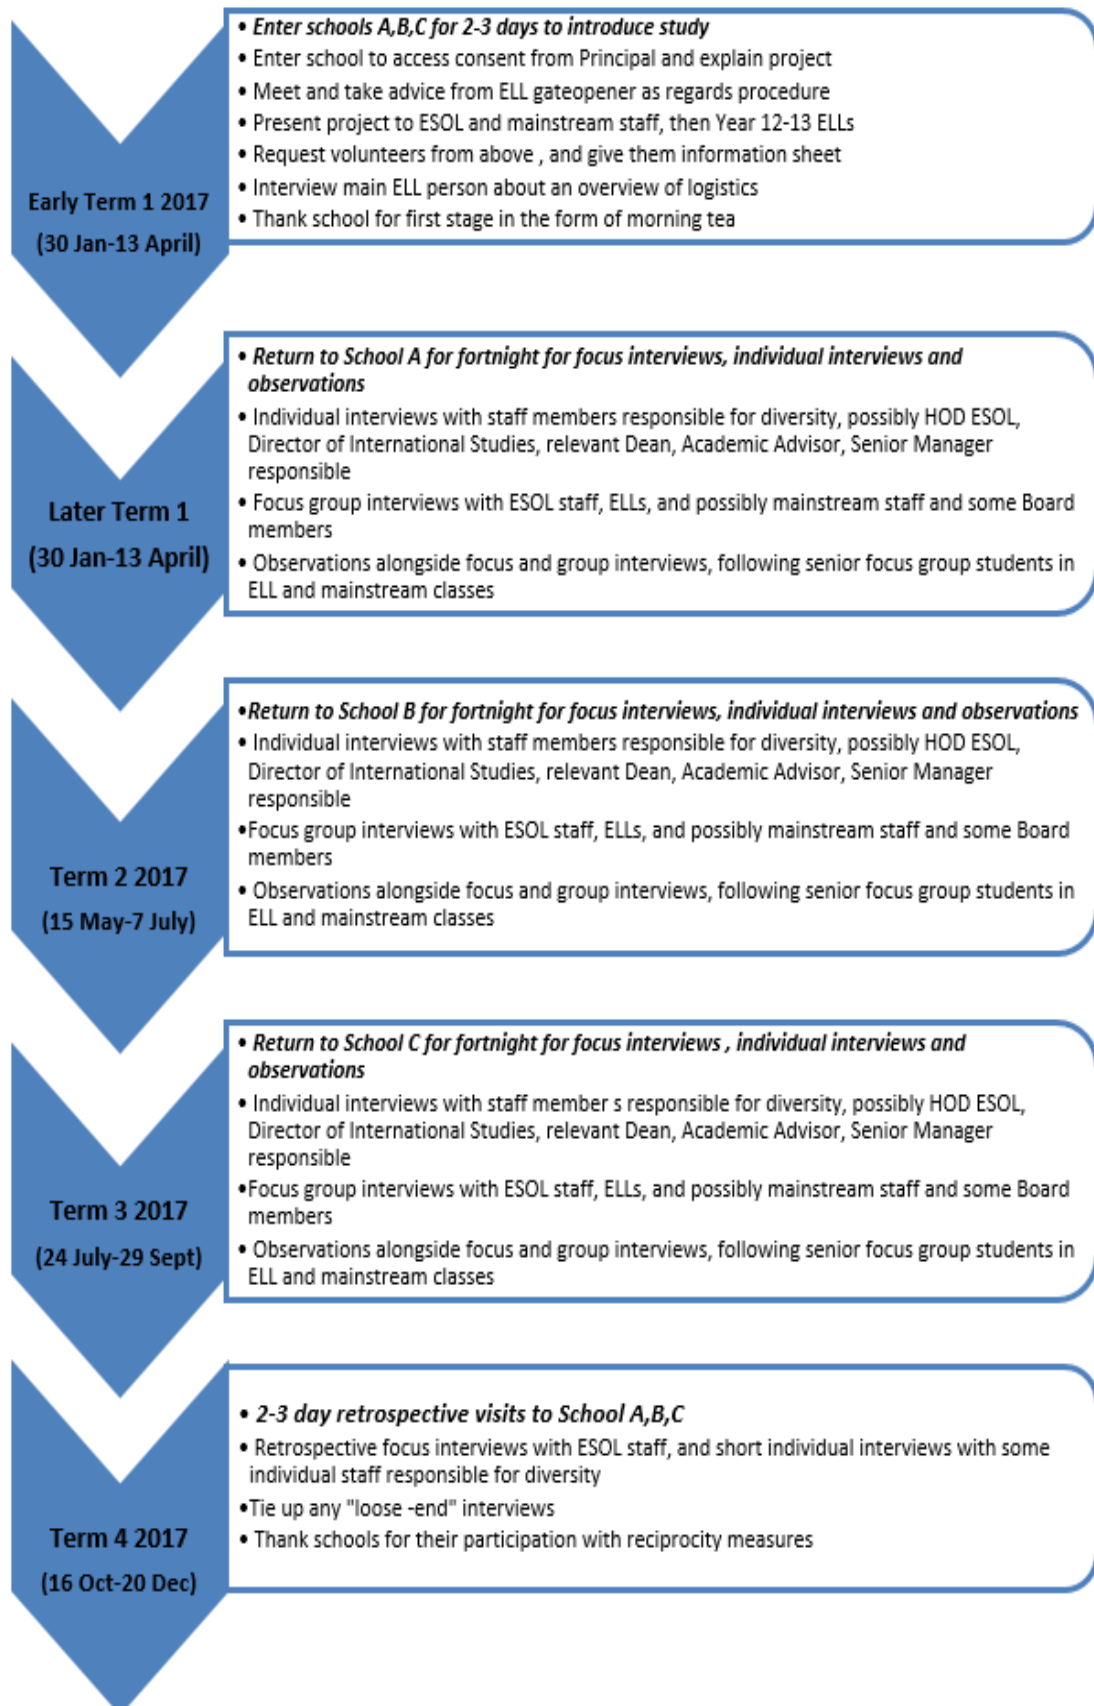 Early Term 1 2017
(30 Jan-13 April)
• Enter schools A,B,C for 2-3 days to introduce study
• Enter school to access consent from Principal and explain project
• Meet and take advice from ELL gateopener as regards procedure
• Present project to ESOL and mainstream staff, then Year 12-13 ELLs
• Request volunteers from above , and give them information sheet
• Interview main ELL person about an overview of logistics
• Thank school for first stage in the form of morning tea
Later Term 1
(30 Jan-13 April)
• Return to School A for fortnight for focus interviews, individual interviews and
observations
• Individual interviews with staff members responsible for diversity, possibly HOD ESOL,
Director of International Studies, relevant Dean, Academic Advisor, Senior Manager
responsible
• Focus group interviews with ESOL staff, ELLs, and possibly mainstream staff and some Board
members
• Observations alongside focus and group interviews, following senior focus group students in
ELL and mainstream classes
Term 2 2017
(15 May-7 July)
•Return to School B for fortnight for focus interviews, individual interviews and observations
• Individual interviews with staff members responsible for diversity, possibly HOD ESOL,
Director of International Studies, relevant Dean, Academic Advisor, Senior Manager
responsible
•Focus group interviews with ESOL staff, ELLs, and possibly mainstream staff and some Board
members
• Observations alongside focus and group interviews, following senior focus group students in
ELL and mainstream classes
Term 3 2017
(24 July-29 Sept)
• Return to School C for fortnight for focus interviews , individual interviews and
observations
• Individual interviews with staff member s responsible for diversity, possibly HOD ESOL,
Director of International Studies, relevant Dean, Academic Advisor, Senior Manager
responsible
•Focus group interviews with ESOL staff, ELLs, and possibly mainstream staff and some Board
members
• Observations alongside focus and group interviews, following senior focus group students in
ELL and mainstream classes
Term 4 2017
(16 Oct-20 Dec)
• 2-3 day retrospective visits to School A,B,C
• Retrospective focus interviews with ESOL staff, and short individual interviews with some
individual staff responsible for diversity
•Tie up any "loose -end" interviews
• Thank schools for their participation with reciprocity measures